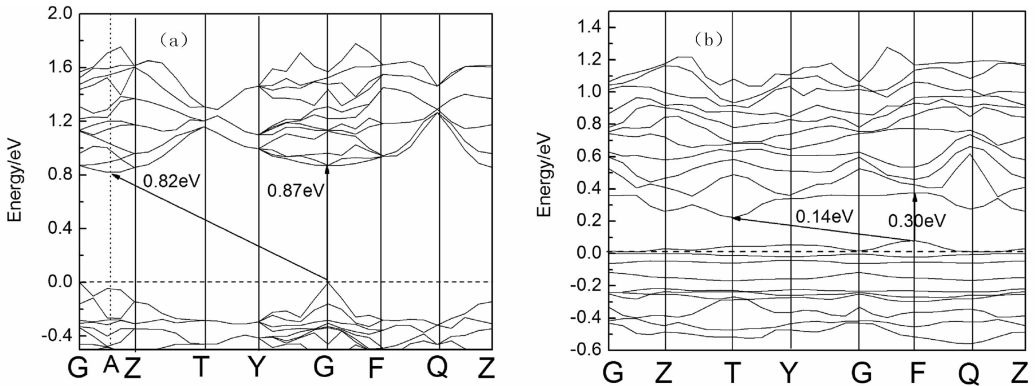 (a)
Energy/eV
2.0
1.6
1.2
0.8
0.4
0.0
-0.4
0.82eV
0.87eV
G A Z T Y G F Q Z
(b)
Energy/eV
1.4
1.2
1.0
0.8
0.6
0.4
0.2
0.0
-0.2
-0.4
-0.6
0.14eV
0.30eV
G Z T Y G F Q Z